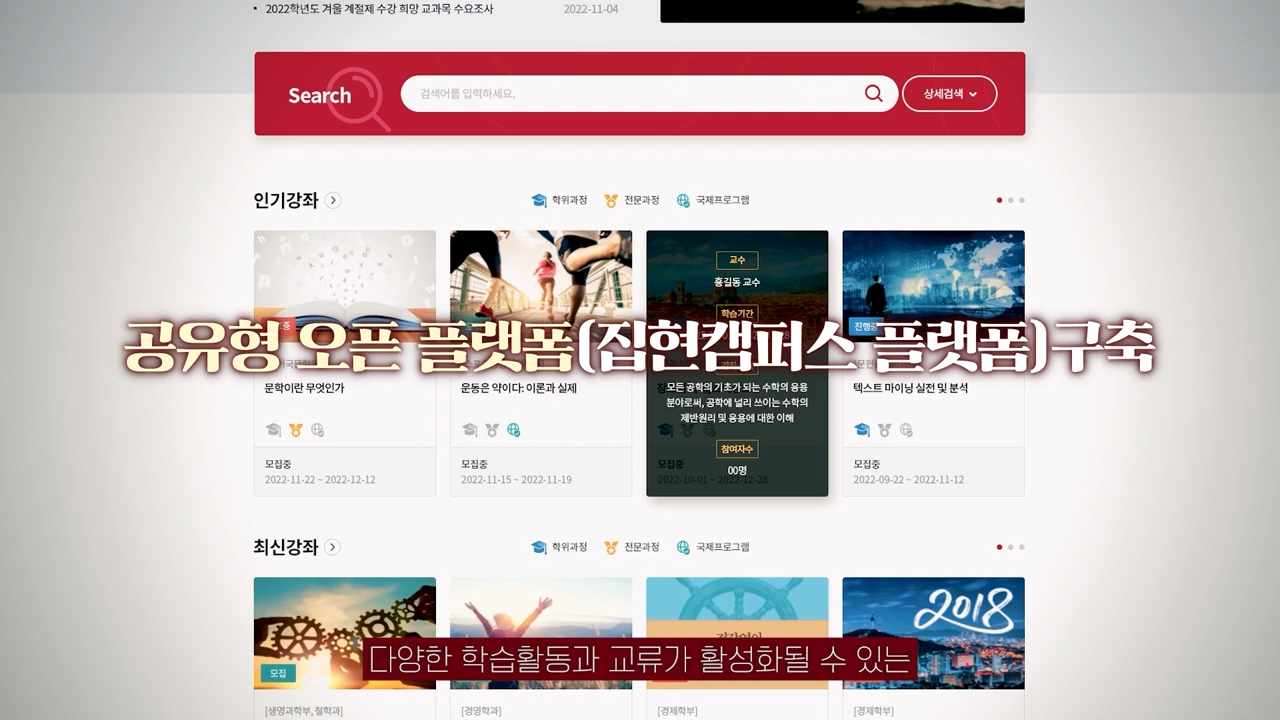 • 2022학년도 겨울 계절제 수강 희망 교과목 수요조사 2022-11-04
Search 검색어를 입력하세요. 상세검색
인기강좌 학위과정 전문과정 국제프로그램
교수
홍길동 교수
학습기간
진행중
공유형 오픈 플랫폼(집현캠퍼스 플랫폼)구축
문학이란 무엇인가
운동은 약이다: 이론과 실제
모든 공학의 기초가 되는 수학의 응용
분야로써, 공학에 널리 쓰이는 수학의
제반원리 및 응용에 대한 이해
텍스트 마이닝 실전 및 분석
참여자수
00명
모집중
2022-11-22 ~ 2022-12-12
모집중
2022-11-15 ~ 2022-11-19
모집중
2022-10-01 ~ 2022-12-28
모집중
2022-09-22 ~ 2022-11-12
최신강좌 학위과정 전문과정 국제프로그램
모집
2018
다양한 학습활동과 교류가 활성화될 수 있는
[생명과학부, 철학과]
[경영학과]
[경제학부]
[경제학부]